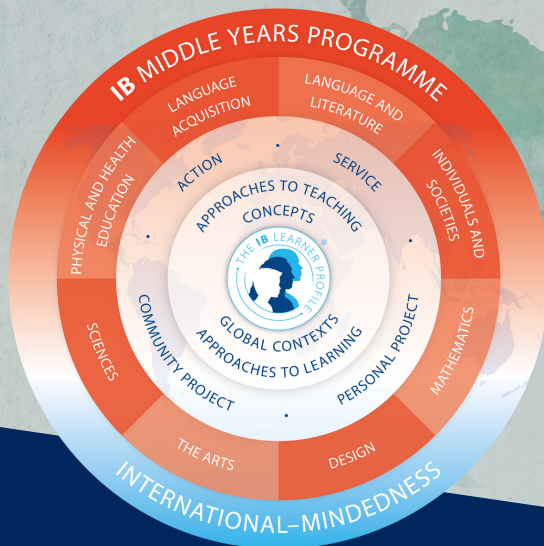 IB MIDDLE YEARS PROGRAMME
LANGUAGE
ACQUISITION
LANGUAGE AND
LITERATURE
PHYSICAL AND HEALTH
EDUCATION
INDIVIDUALS AND
SOCIETIES
SCIENCES
MATHEMATICS
THE ARTS
DESIGN
ACTION
SERVICE
COMMUNITY PROJECT
PERSONAL PROJECT
APPROACHES TO TEACHING
CONCEPTS
THE IB LEARNER PROFILE ®
GLOBAL CONTEXTS
APPROACHES TO LEARNING
INTERNATIONAL–MINDEDNESS